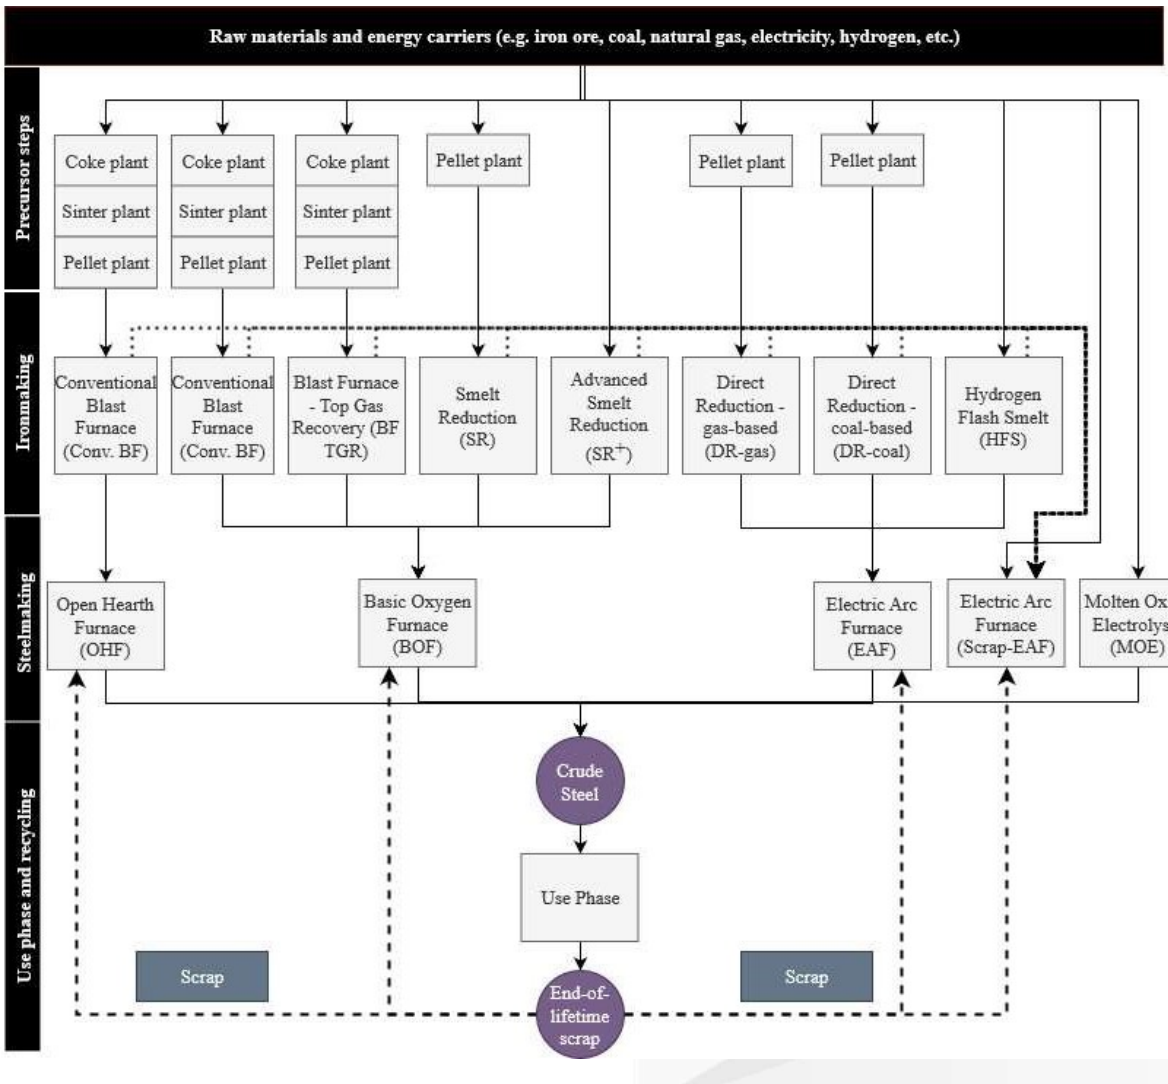 Raw materials and energy carriers (e.g. iron ore, coal, natural gas, electricity, hydrogen, etc.)
Precursor steps
Coke plant
Sinter plant
Pellet plant
Coke plant
Sinter plant
Pellet plant
Coke plant
Sinter plant
Pellet plant
Pellet plant
Pellet plant
Pellet plant
Ironmaking
Conventional
Blast
Furnace
(Conv. BF)
Conventional
Blast
Furnace
(Conv. BF)
Blast Furnace
- Top Gas
Recovery (BF
TGR)
Smelt
Reduction
(SR)
Advanced
Smelt
Reduction
(SR+)
Direct
Reduction -
gas-based
(DR-gas)
Direct
Reduction -
coal-based
(DR-coal)
Hydrogen
Flash Smelt
(HFS)
Steelmaking
Open Hearth
Furnace
(OHF)
Basic Oxygen
Furnace
(BOF)
Electric Arc
Furnace
(EAF)
Electric Arc
Furnace
(Scrap-EAF)
Molten Ox
Electrolys
(MOE)
Use phase and recycling
Crude
Steel
Use Phase
Scrap
End-of-
lifetime
scrap
Scrap